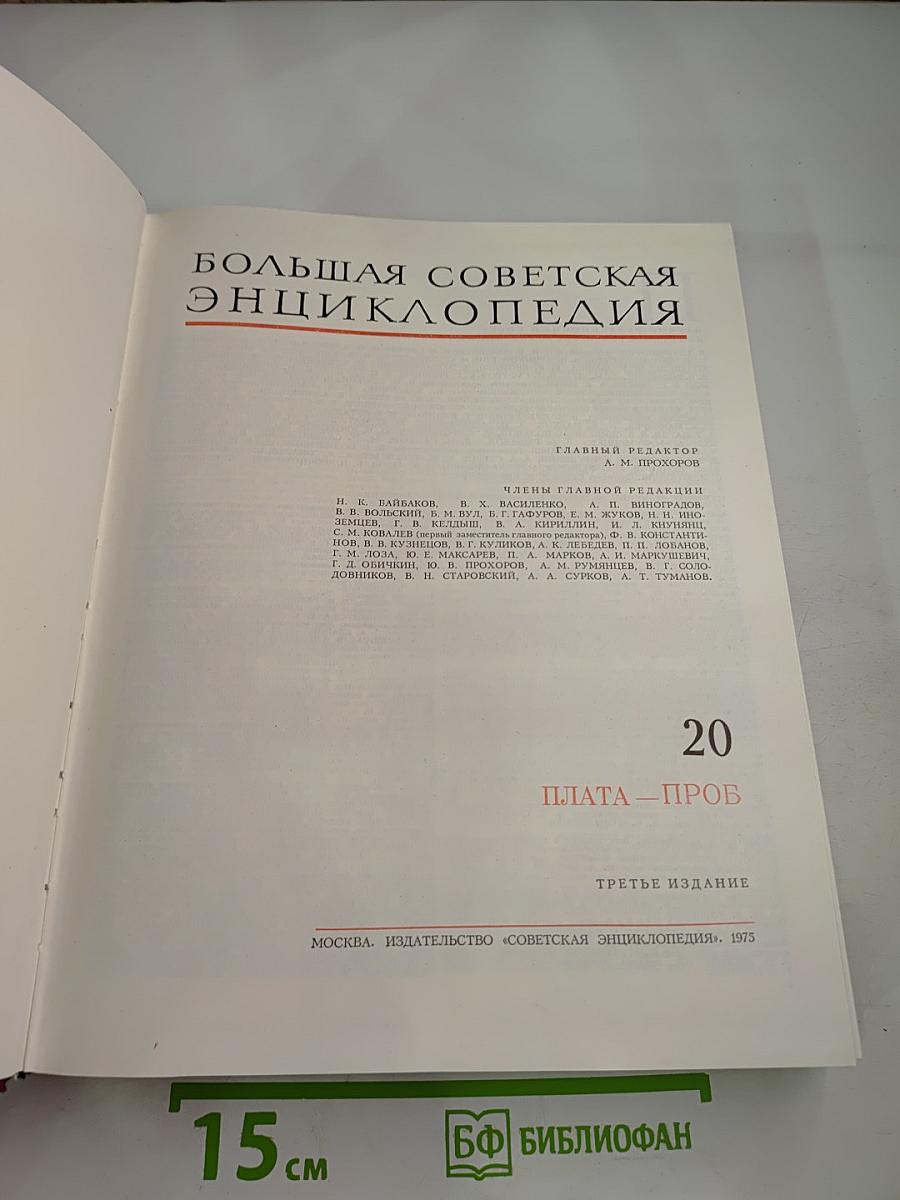 БОЛЬШАЯ СОВЕТСКАЯ
ЭНЦИКЛОПЕДИЯ
ГЛАВНЫЙ РЕДАКТОР
А. М. ПРОХОРОВ
ЧЛЕНЫ ГЛАВНОЙ РЕДАКЦИИ
Н. К. БАЙБАКОВ, В. Х. ВАСИЛЕНКО, А. П. ВИНОГРАДОВ,
В. В. ВОЛЬСКИЙ, Б. М. ВУЛ, Б. Г. ГАФУРОВ, Е. М. ЖУКОВ, Н. Н. ИНО-
ЗЕМЦЕВ, Г. В. КЕЛДЫШ, В. А. КИРИЛЛИН, И. Л. КНУНЯНЦ,
С. М. КОВАЛЕВ (первый заместитель главного редактора), Ф. В. КОНСТАНТИ-
НОВ, В. В. КУЗНЕЦОВ, В. Г. КУЛИКОВ, А. К. ЛЕБЕДЕВ, П. П. ЛОБАНОВ,
Г. М. ЛОЗА, Ю. Е. МАКСАРЕВ, П. А. МАРКОВ, А. И. МАРКУШЕВИЧ,
Г. Д. ОБИЧКИН, Ю. В. ПРОХОРОВ, А. М. РУМЯНЦЕВ, В. Г. СОЛО-
ДОВНИКОВ, В. Н. СТАРОВСКИЙ, А. А. СУРКОВ, А. Т. ТУМАНОВ.
20
ПЛАТА — ПРОБ
ТРЕТЬЕ ИЗДАНИЕ
МОСКВА. ИЗДАТЕЛЬСТВО «СОВЕТСКАЯ ЭНЦИКЛОПЕДИЯ». 1975
15 СМ
БФ БИБЛИОФАН